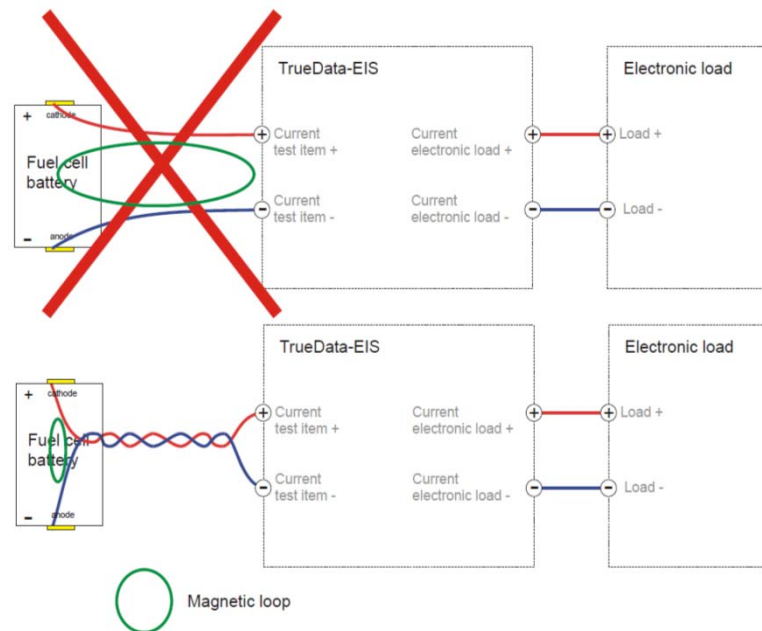 TrueData-EIS
Electronic load
+
cathode
Fuel cell
battery
-
anode
+ Current
test item +
Current +
electronic load +
+ Load +
- Current
test item -
Current -
electronic load -
- Load -
TrueData-EIS
Electronic load
+
cathode
Fuel cell
battery
-
anode
+ Current
test item +
Current +
electronic load +
+ Load +
- Current
test item -
Current -
electronic load -
- Load -
Magnetic loop